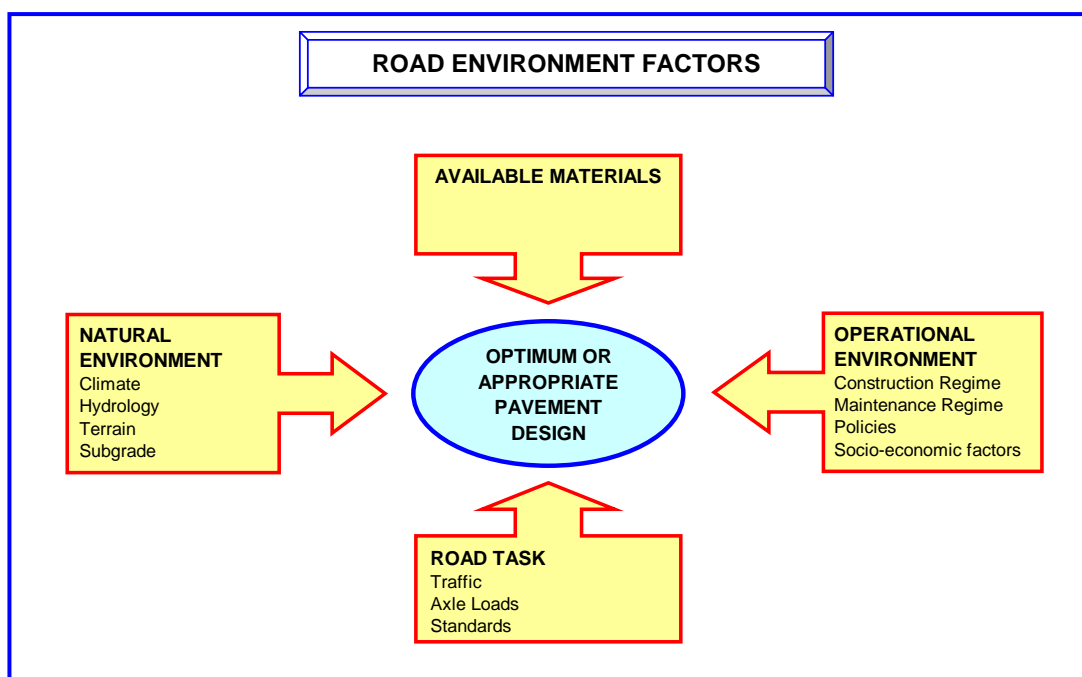 ROAD ENVIRONMENT FACTORS
AVAILABLE MATERIALS
NATURAL
ENVIRONMENT
Climate
Hydrology
Terrain
Subgrade
OPTIMUM OR
APPROPRIATE
PAVEMENT
DESIGN
OPERATIONAL
ENVIRONMENT
Construction Regime
Maintenance Regime
Policies
Socio-economic factors
ROAD TASK
Traffic
Axle Loads
Standards